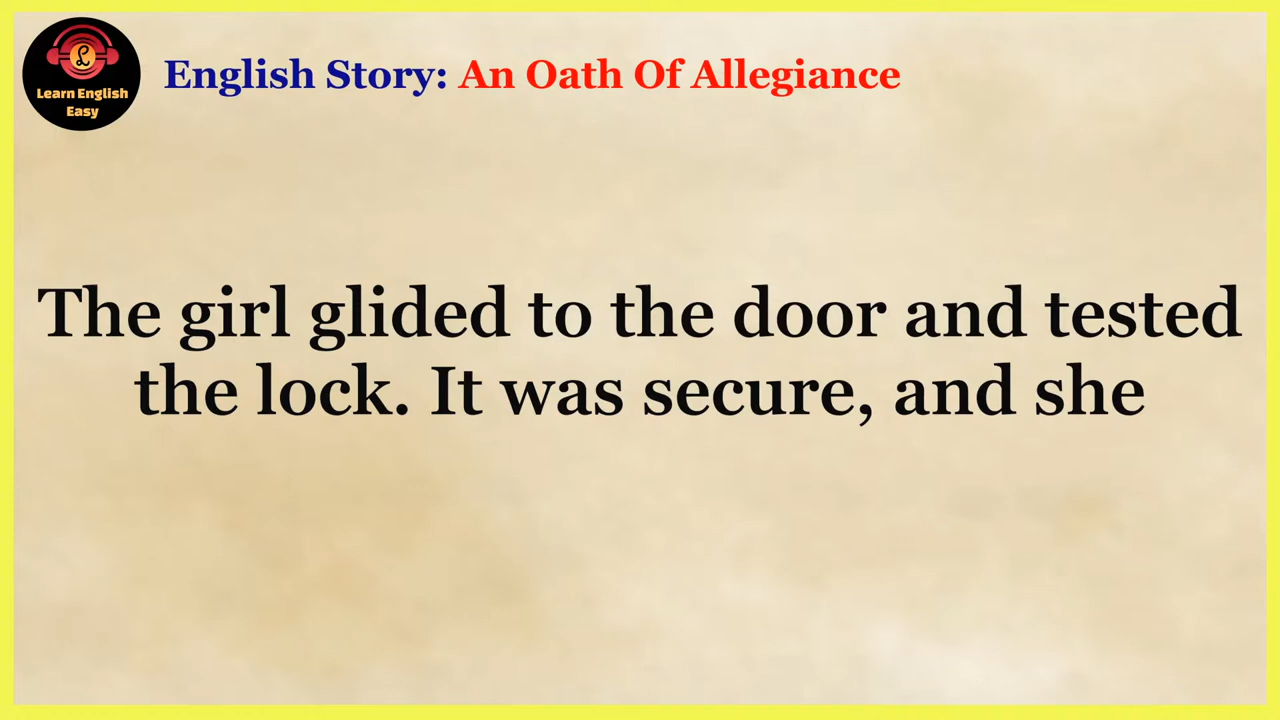 Learn English
Easy
English Story: An Oath Of Allegiance
The girl glided to the door and tested
the lock. It was secure, and she